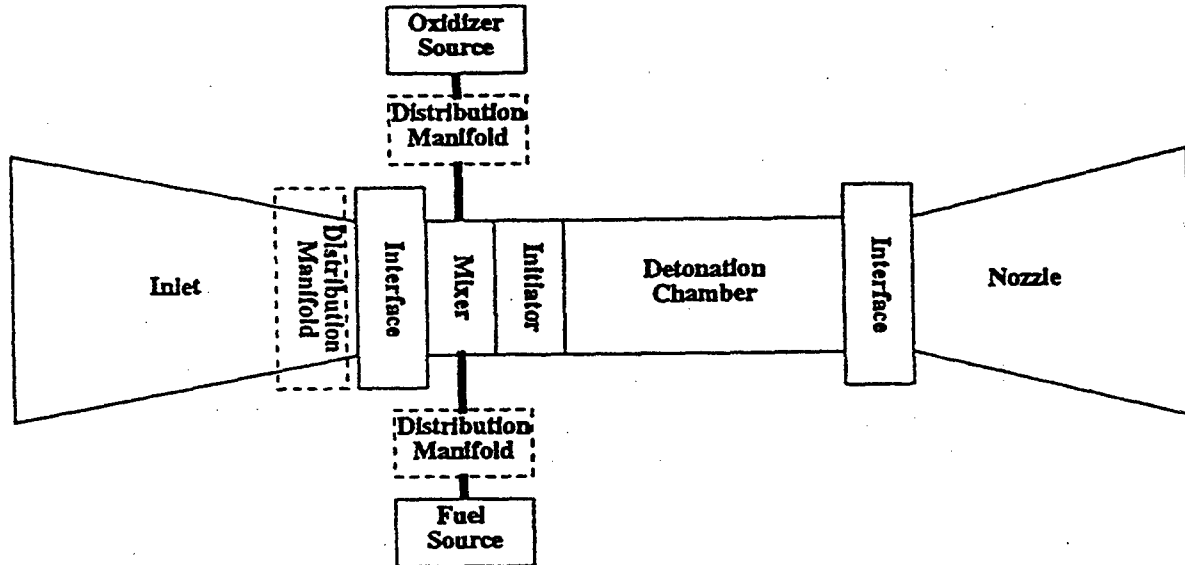 Oxidizer
Source
Distribution
Manifold
Inlet
Distribution
Manifold
Interface
Mixer
Initiator
Detonation
Chamber
Interface
Nozzle
Distribution
Manifold
Fuel
Source